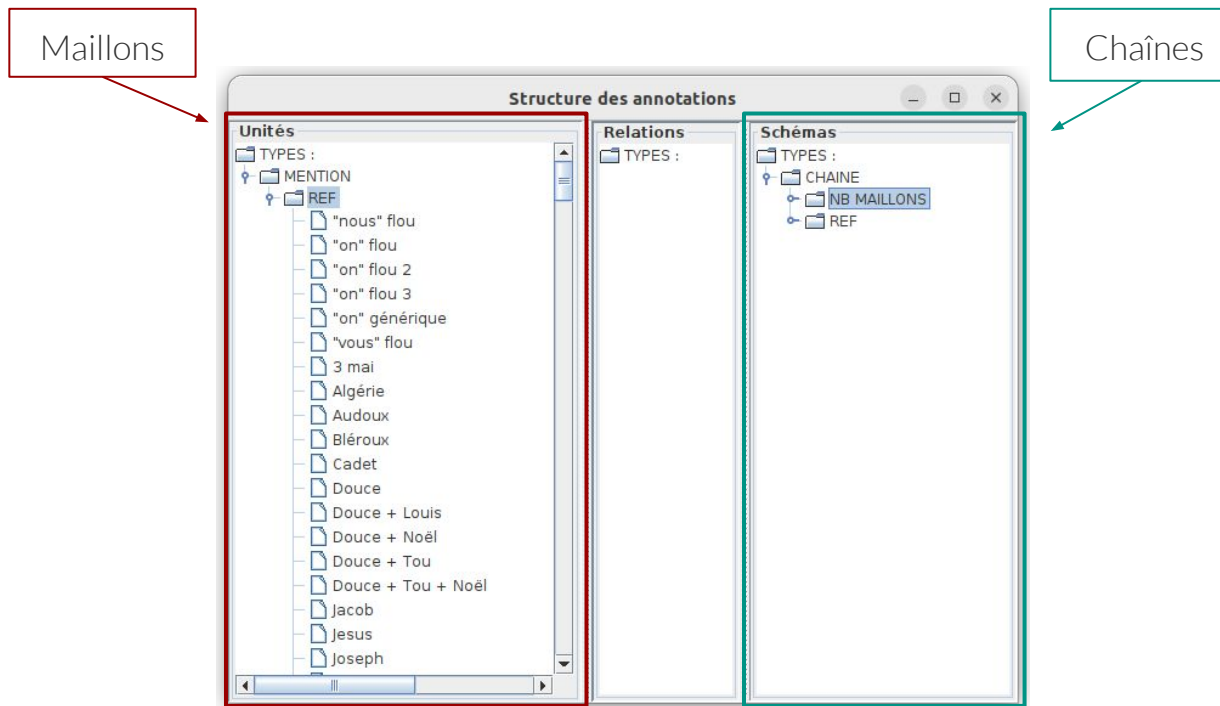 Maillons
Chaînes
Structure des annotations
Unités
TYPES :
MENTION
REF
"nous" flou
"on" flou
"on" flou 2
"on" flou 3
"on" générique
"vous" flou
3 mai
Algérie
Audoux
Bléroux
Cadet
Douce
Douce + Louis
Douce + Noël
Douce + Tou
Douce + Tou + Noël
Jacob
Jesus
Joseph
Relations
TYPES :
Schémas
TYPES :
CHAINE
NB MAILLONS
REF